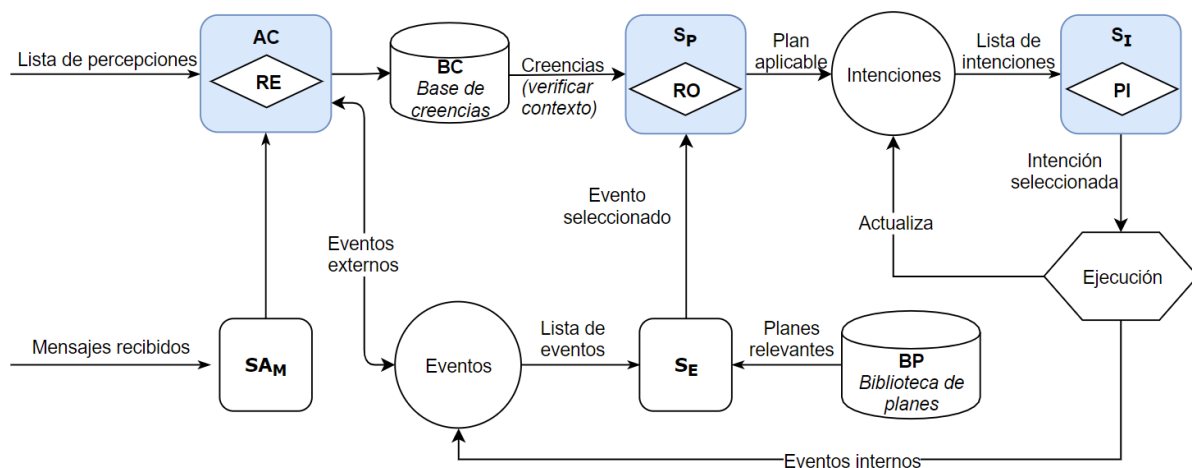 AC
RE
Lista de percepciones
BC
Base de
creencias
Creencias
(verificar
contexto)
SP
RO
Plan
aplicable
Intenciones
Lista de
intenciones
SI
PI
Intención
seleccionada
Evento
seleccionado
Actualiza
Eventos
externos
Ejecución
Mensajes recibidos
SAM
Eventos
Lista de
eventos
SE
Planes
relevantes
BP
Biblioteca de
planes
Eventos internos